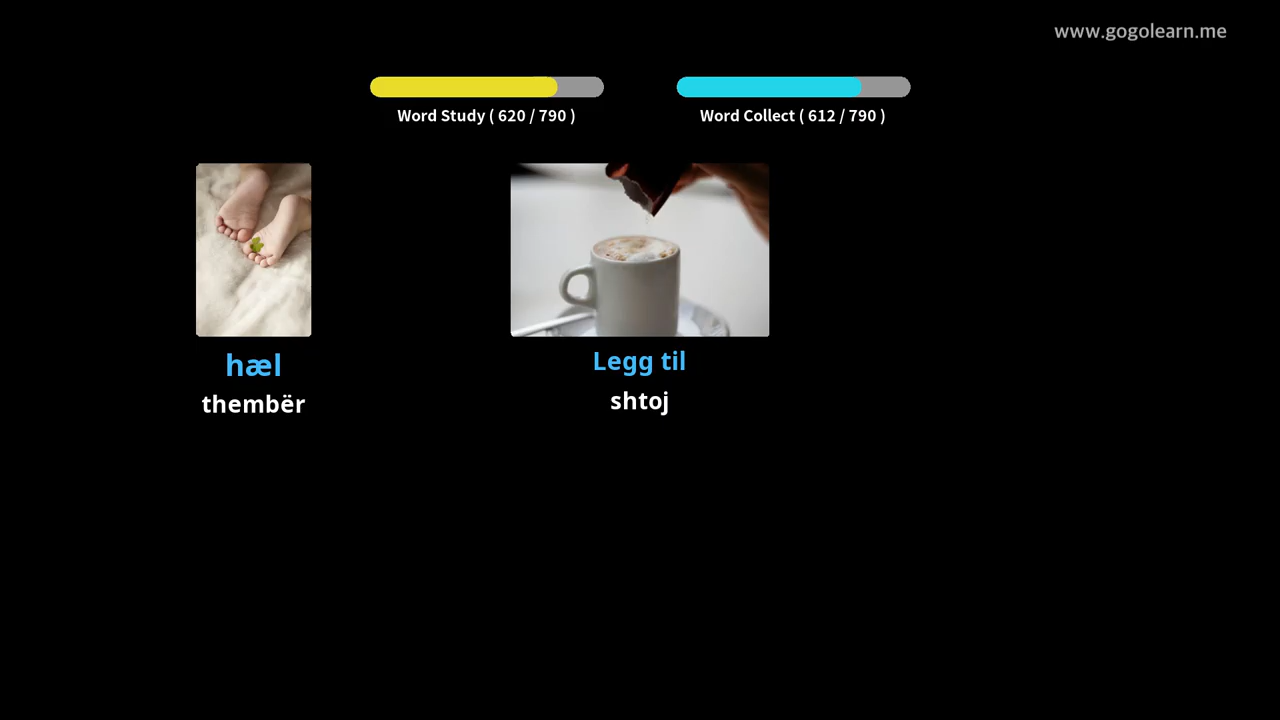 www.gogolearn.me
Word Study ( 620 / 790 )
Word Collect ( 612 / 790 )
hæl
thembër
Legg til
shtoj